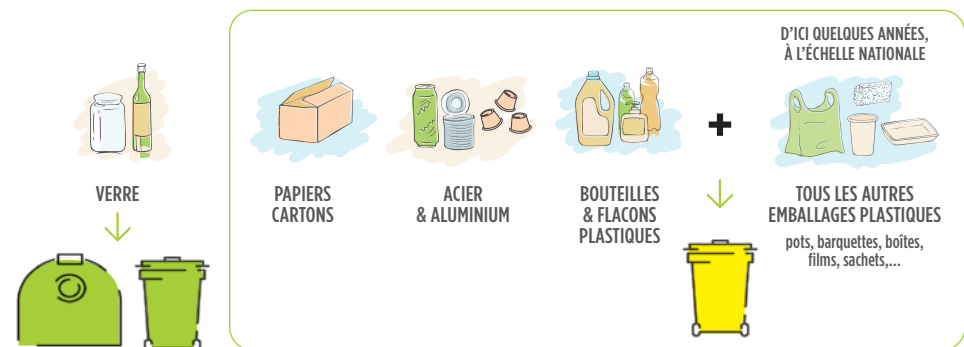 D'ICI QUELQUES ANNÉES,
À L'ÉCHELLE NATIONALE
+
VERRE
PAPIERS
CARTONS
ACIER
& ALUMINIUM
BOUTEILLES
& FLACONS
PLASTIQUES
TOUS LES AUTRES
EMBALLAGES PLASTIQUES
pots, barquettes, boîtes,
films, sachets,...